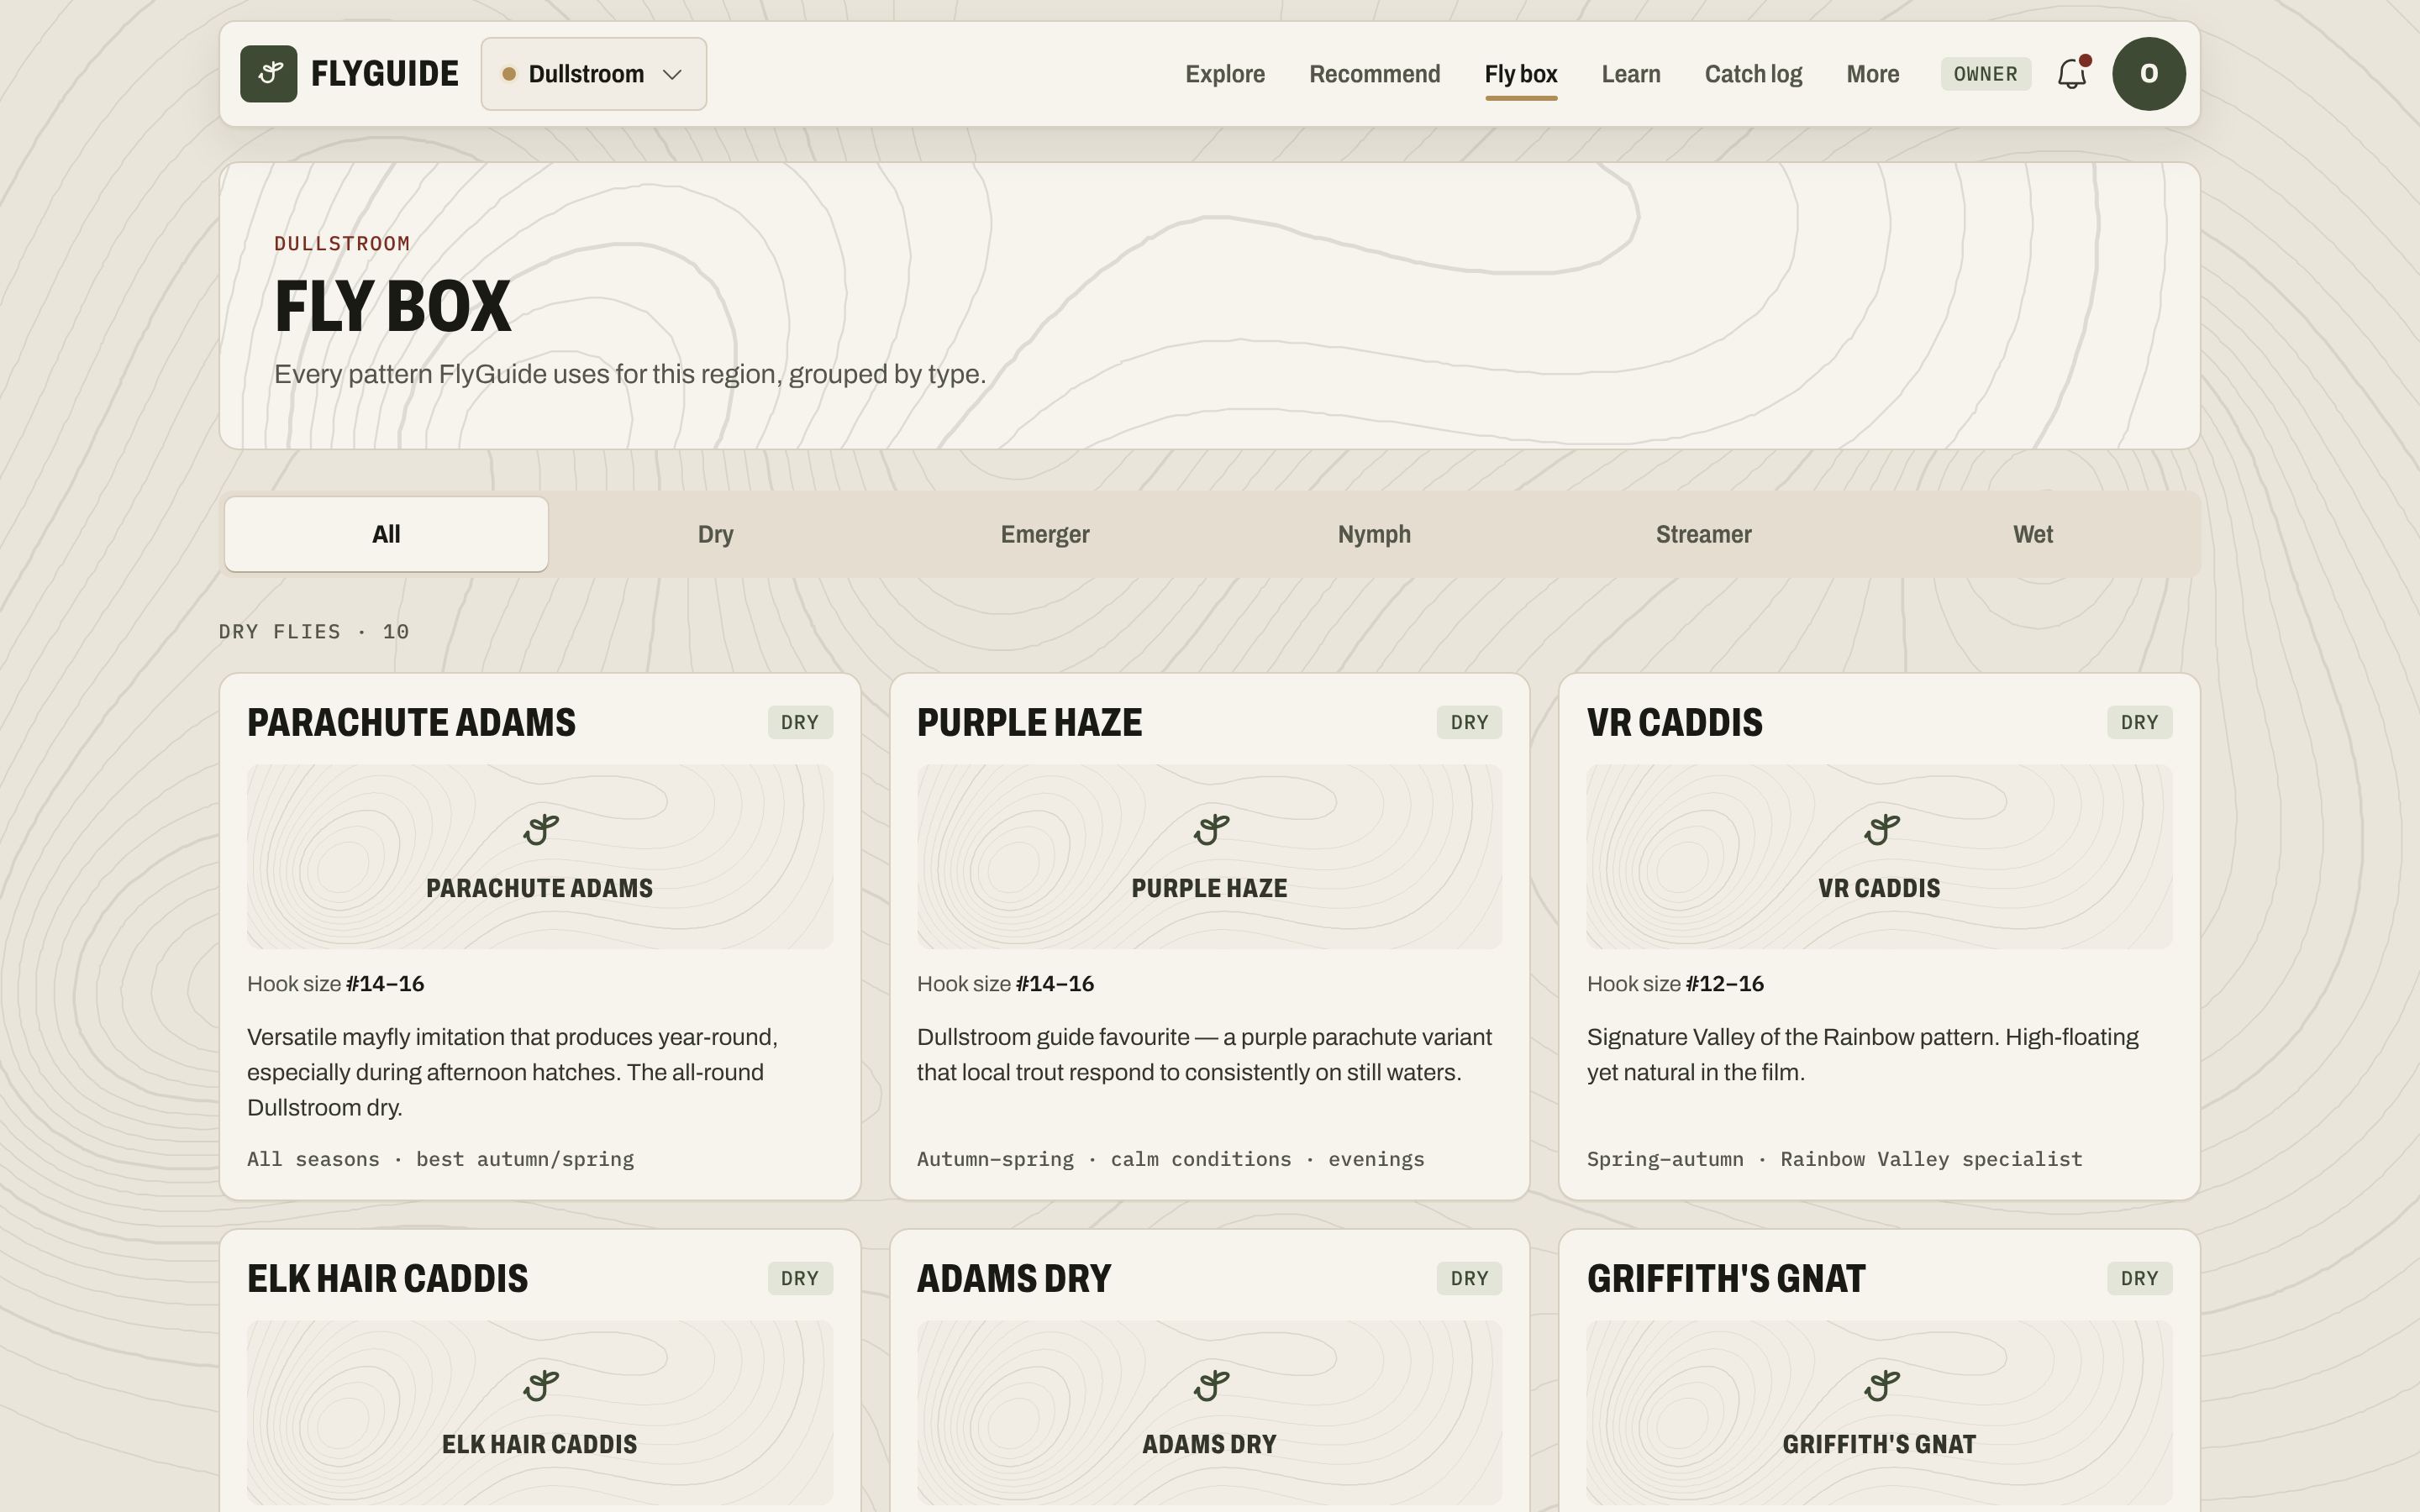 FLYGUIDE
Dullstroom
Explore
Recommend
Fly box
Learn
Catch log
More
OWNER
O
DULLSTROOM
FLY BOX
Every pattern FlyGuide uses for this region, grouped by type.
All
Dry
Emerger
Nymph
Streamer
Wet
DRY FLIES · 10
PARACHUTE ADAMS
DRY
PARACHUTE ADAMS
Hook size #14–16
Versatile mayfly imitation that produces year-round,
especially during afternoon hatches. The all-round
Dullstroom dry.
All seasons · best autumn/spring
PURPLE HAZE
DRY
PURPLE HAZE
Hook size #14–16
Dullstroom guide favourite — a purple parachute variant
that local trout respond to consistently on still waters.
Autumn–spring · calm conditions · evenings
VR CADDIS
DRY
VR CADDIS
Hook size #12–16
Signature Valley of the Rainbow pattern. High-floating
yet natural in the film.
Spring–autumn · Rainbow Valley specialist
ELK HAIR CADDIS
DRY
ELK HAIR CADDIS
ADAMS DRY
DRY
ADAMS DRY
GRIFFITH'S GNAT
DRY
GRIFFITH'S GNAT